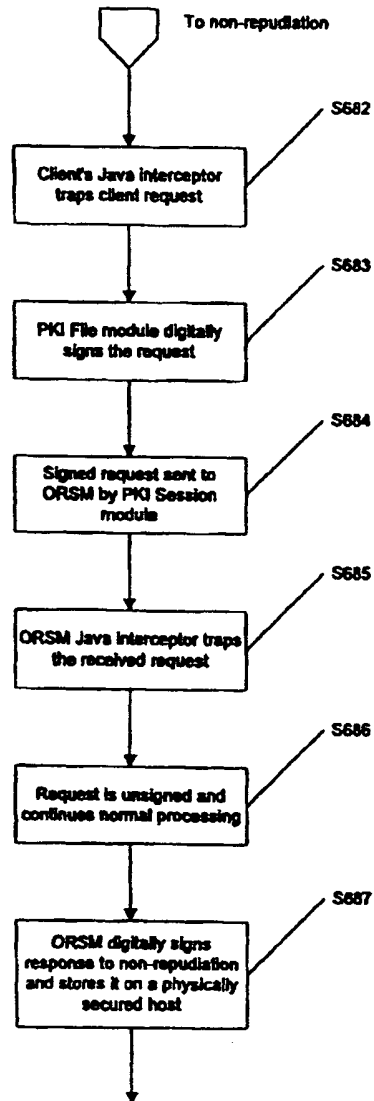 To non-repudiation
S682
Client's Java interceptor
traps client request
S683
PKI File module digitally
signs the request
S684
Signed request sent to
ORSM by PKI Session
module
S685
ORSM Java interceptor traps
the received request
S686
Request is unsigned and
continues normal processing
S687
ORSM digitally signs
response to non-repudiation
and stores it on a physically
secured host